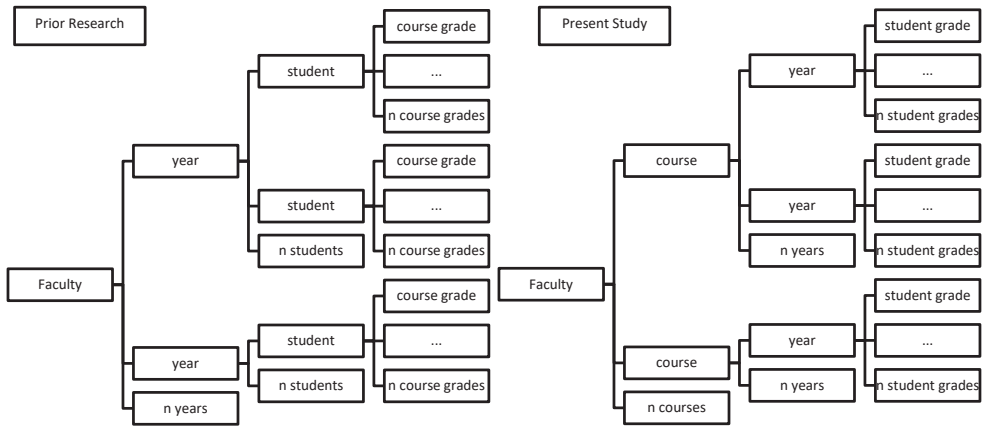 Prior Research
course grade
student
...
n course grades
year
course grade
student
...
n students
n course grades
Faculty
course grade
student
...
year
n students
n course grades
n years
Present Study
student grade
year
...
n student grades
course
student grade
year
...
n years
n student grades
Faculty
student grade
year
...
course
n years
n student grades
n courses